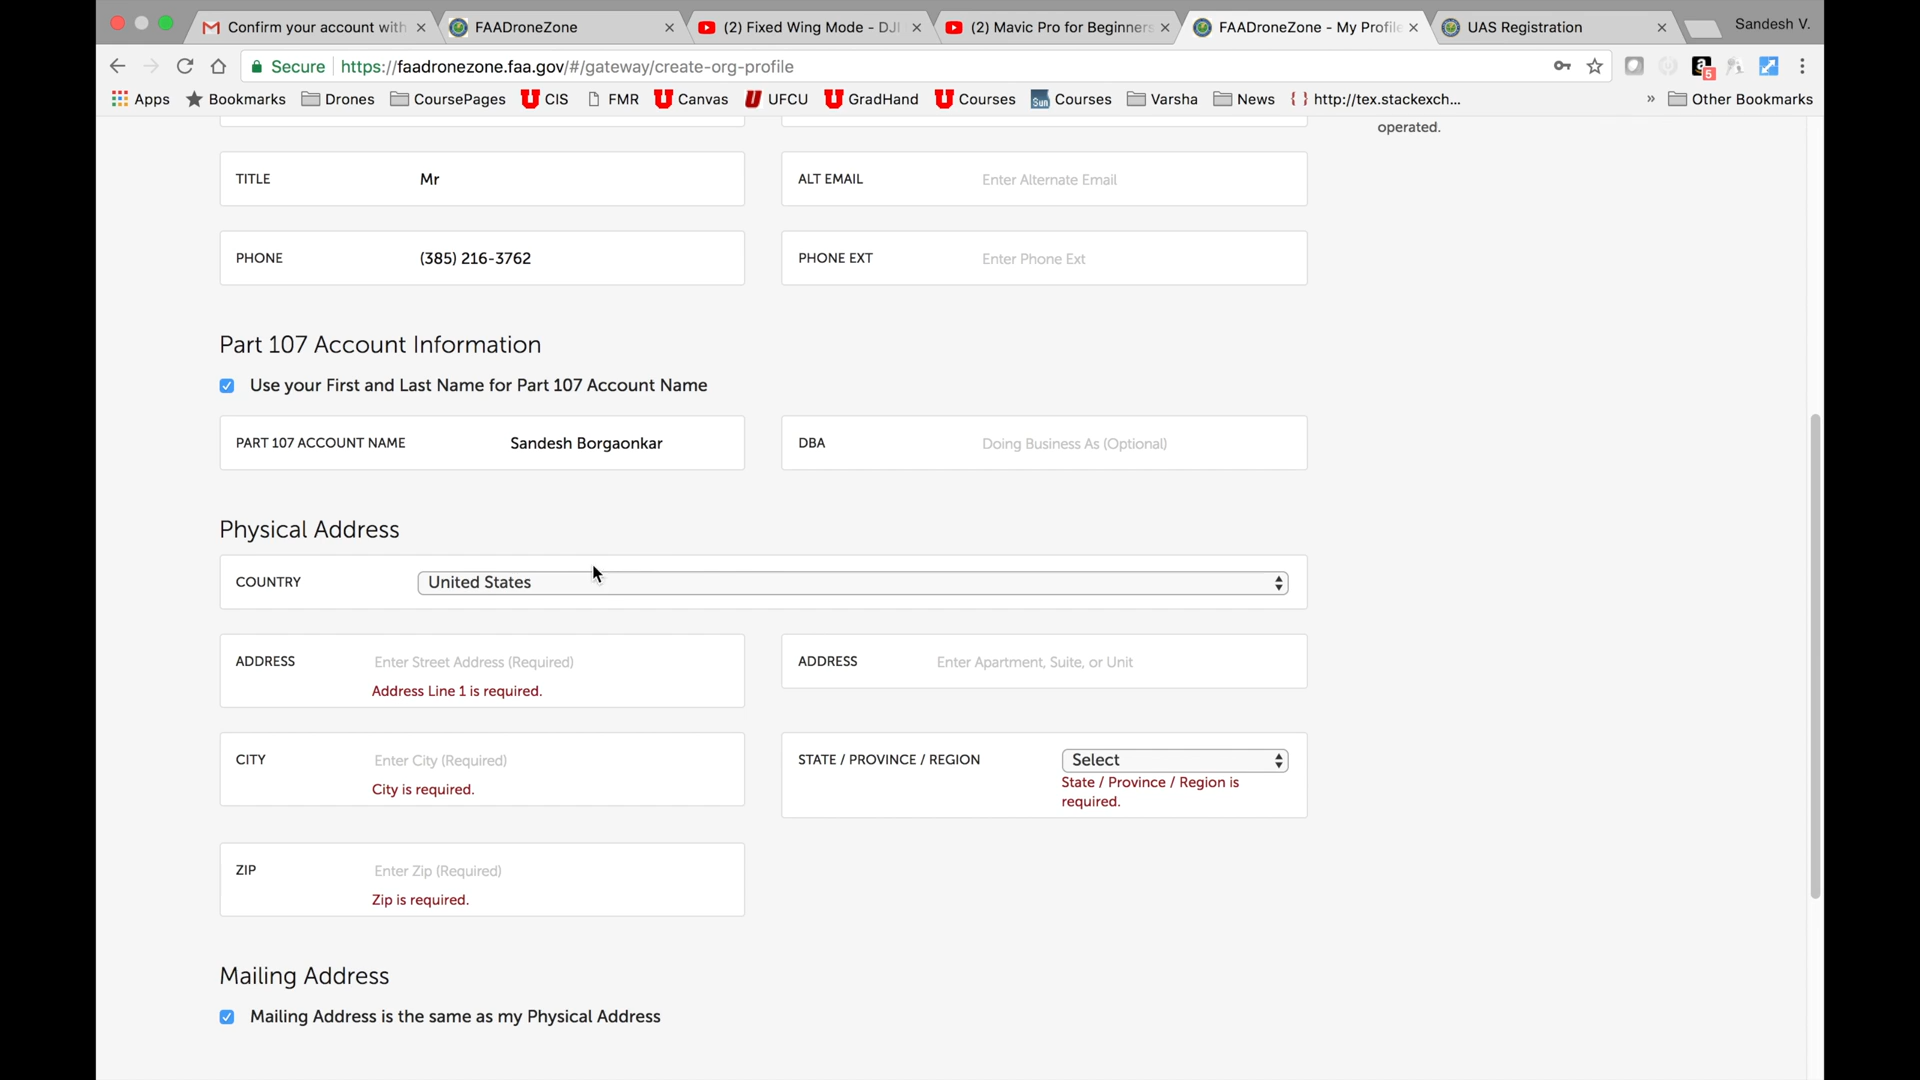 Confirm your account with
FAADroneZone
(2) Fixed Wing Mode - DJI
(2) Mavic Pro for Beginners
FAADroneZone - My Profile
UAS Registration
Sandesh V.
Secure
https://faadronezone.faa.gov/#/gateway/create-org-profile
5
Apps
Bookmarks
Drones
CoursePages
CIS
FMR
Canvas
UFCU
GradHand
Courses
Sun
Courses
Varsha
News
http://tex.stackexch...
»
Other Bookmarks
operated.
TITLE Mr
ALT EMAIL Enter Alternate Email
PHONE (385) 216-3762
PHONE EXT Enter Phone Ext
Part 107 Account Information
Use your First and Last Name for Part 107 Account Name
PART 107 ACCOUNT NAME Sandesh Borgaonkar
DBA Doing Business As (Optional)
Physical Address
COUNTRY United States
ADDRESS Enter Street Address (Required)
Address Line 1 is required.
ADDRESS Enter Apartment, Suite, or Unit
CITY Enter City (Required)
City is required.
STATE / PROVINCE / REGION Select
State / Province / Region is
required.
ZIP Enter Zip (Required)
Zip is required.
Mailing Address
Mailing Address is the same as my Physical Address